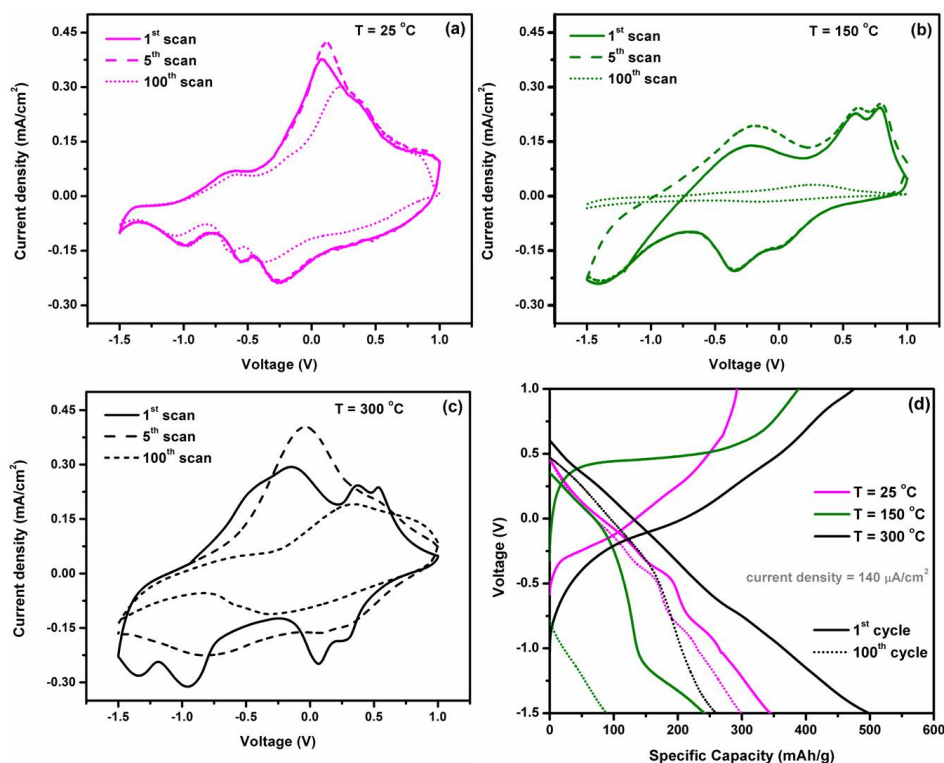 (a)
T = 25 °C
1st scan
5th scan
100th scan
0.45
0.30
0.15
0.00
-0.15
-0.30
Current density (mA/cm²)
-1.5 -1.0 -0.5 0.0 0.5 1.0
Voltage (V)
(b)
T = 150 °C
1st scan
5th scan
100th scan
0.45
0.30
0.15
0.00
-0.15
-0.30
Current density (mA/cm²)
-1.5 -1.0 -0.5 0.0 0.5 1.0
Voltage (V)
(c)
T = 300 °C
1st scan
5th scan
100th scan
0.45
0.30
0.15
0.00
-0.15
-0.30
Current density (mA/cm²)
-1.5 -1.0 -0.5 0.0 0.5 1.0
Voltage (V)
(d)
T = 25 °C
T = 150 °C
T = 300 °C
current density = 140 μA/cm²
1st cycle
100th cycle
1.0
0.5
0.0
-0.5
-1.0
-1.5
Voltage (V)
0 100 200 300 400 500 600
Specific Capacity (mAh/g)